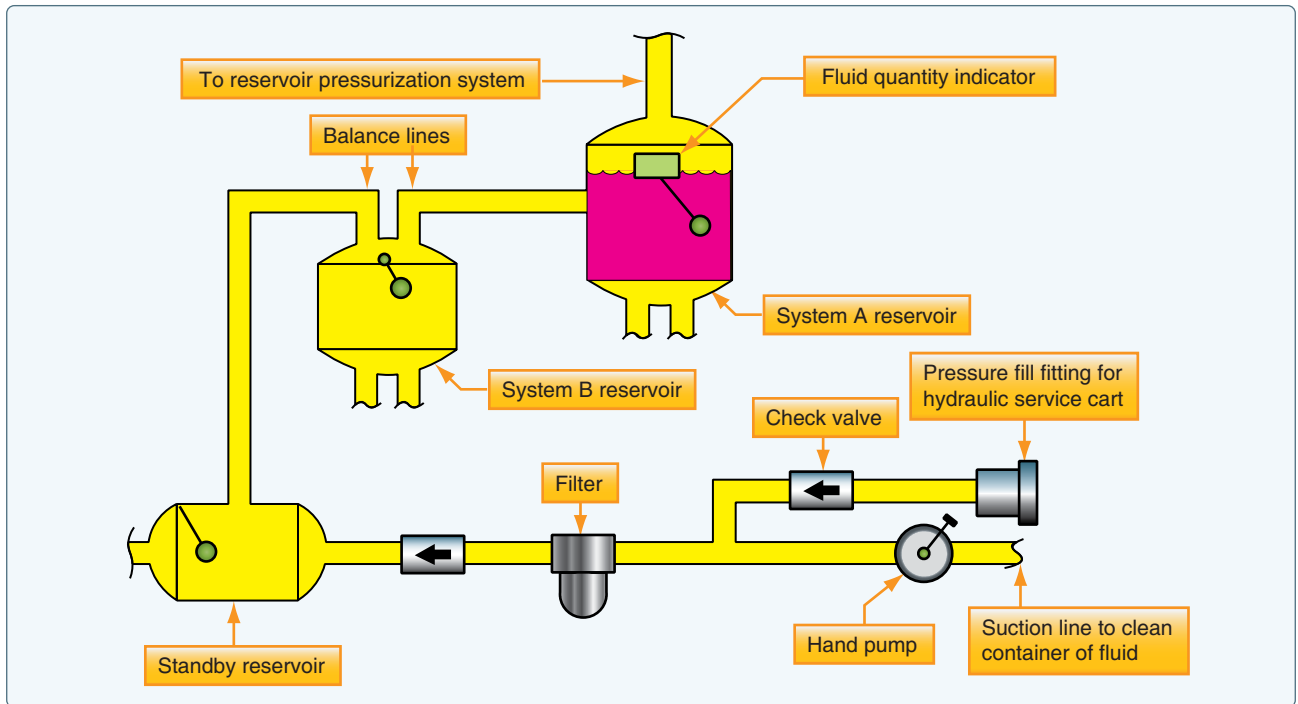 To reservoir pressurization system
Fluid quantity indicator
Balance lines
System A reservoir
System B reservoir
Pressure fill fitting for
hydraulic service cart
Check valve
Filter
Hand pump
Suction line to clean
container of fluid
Standby reservoir